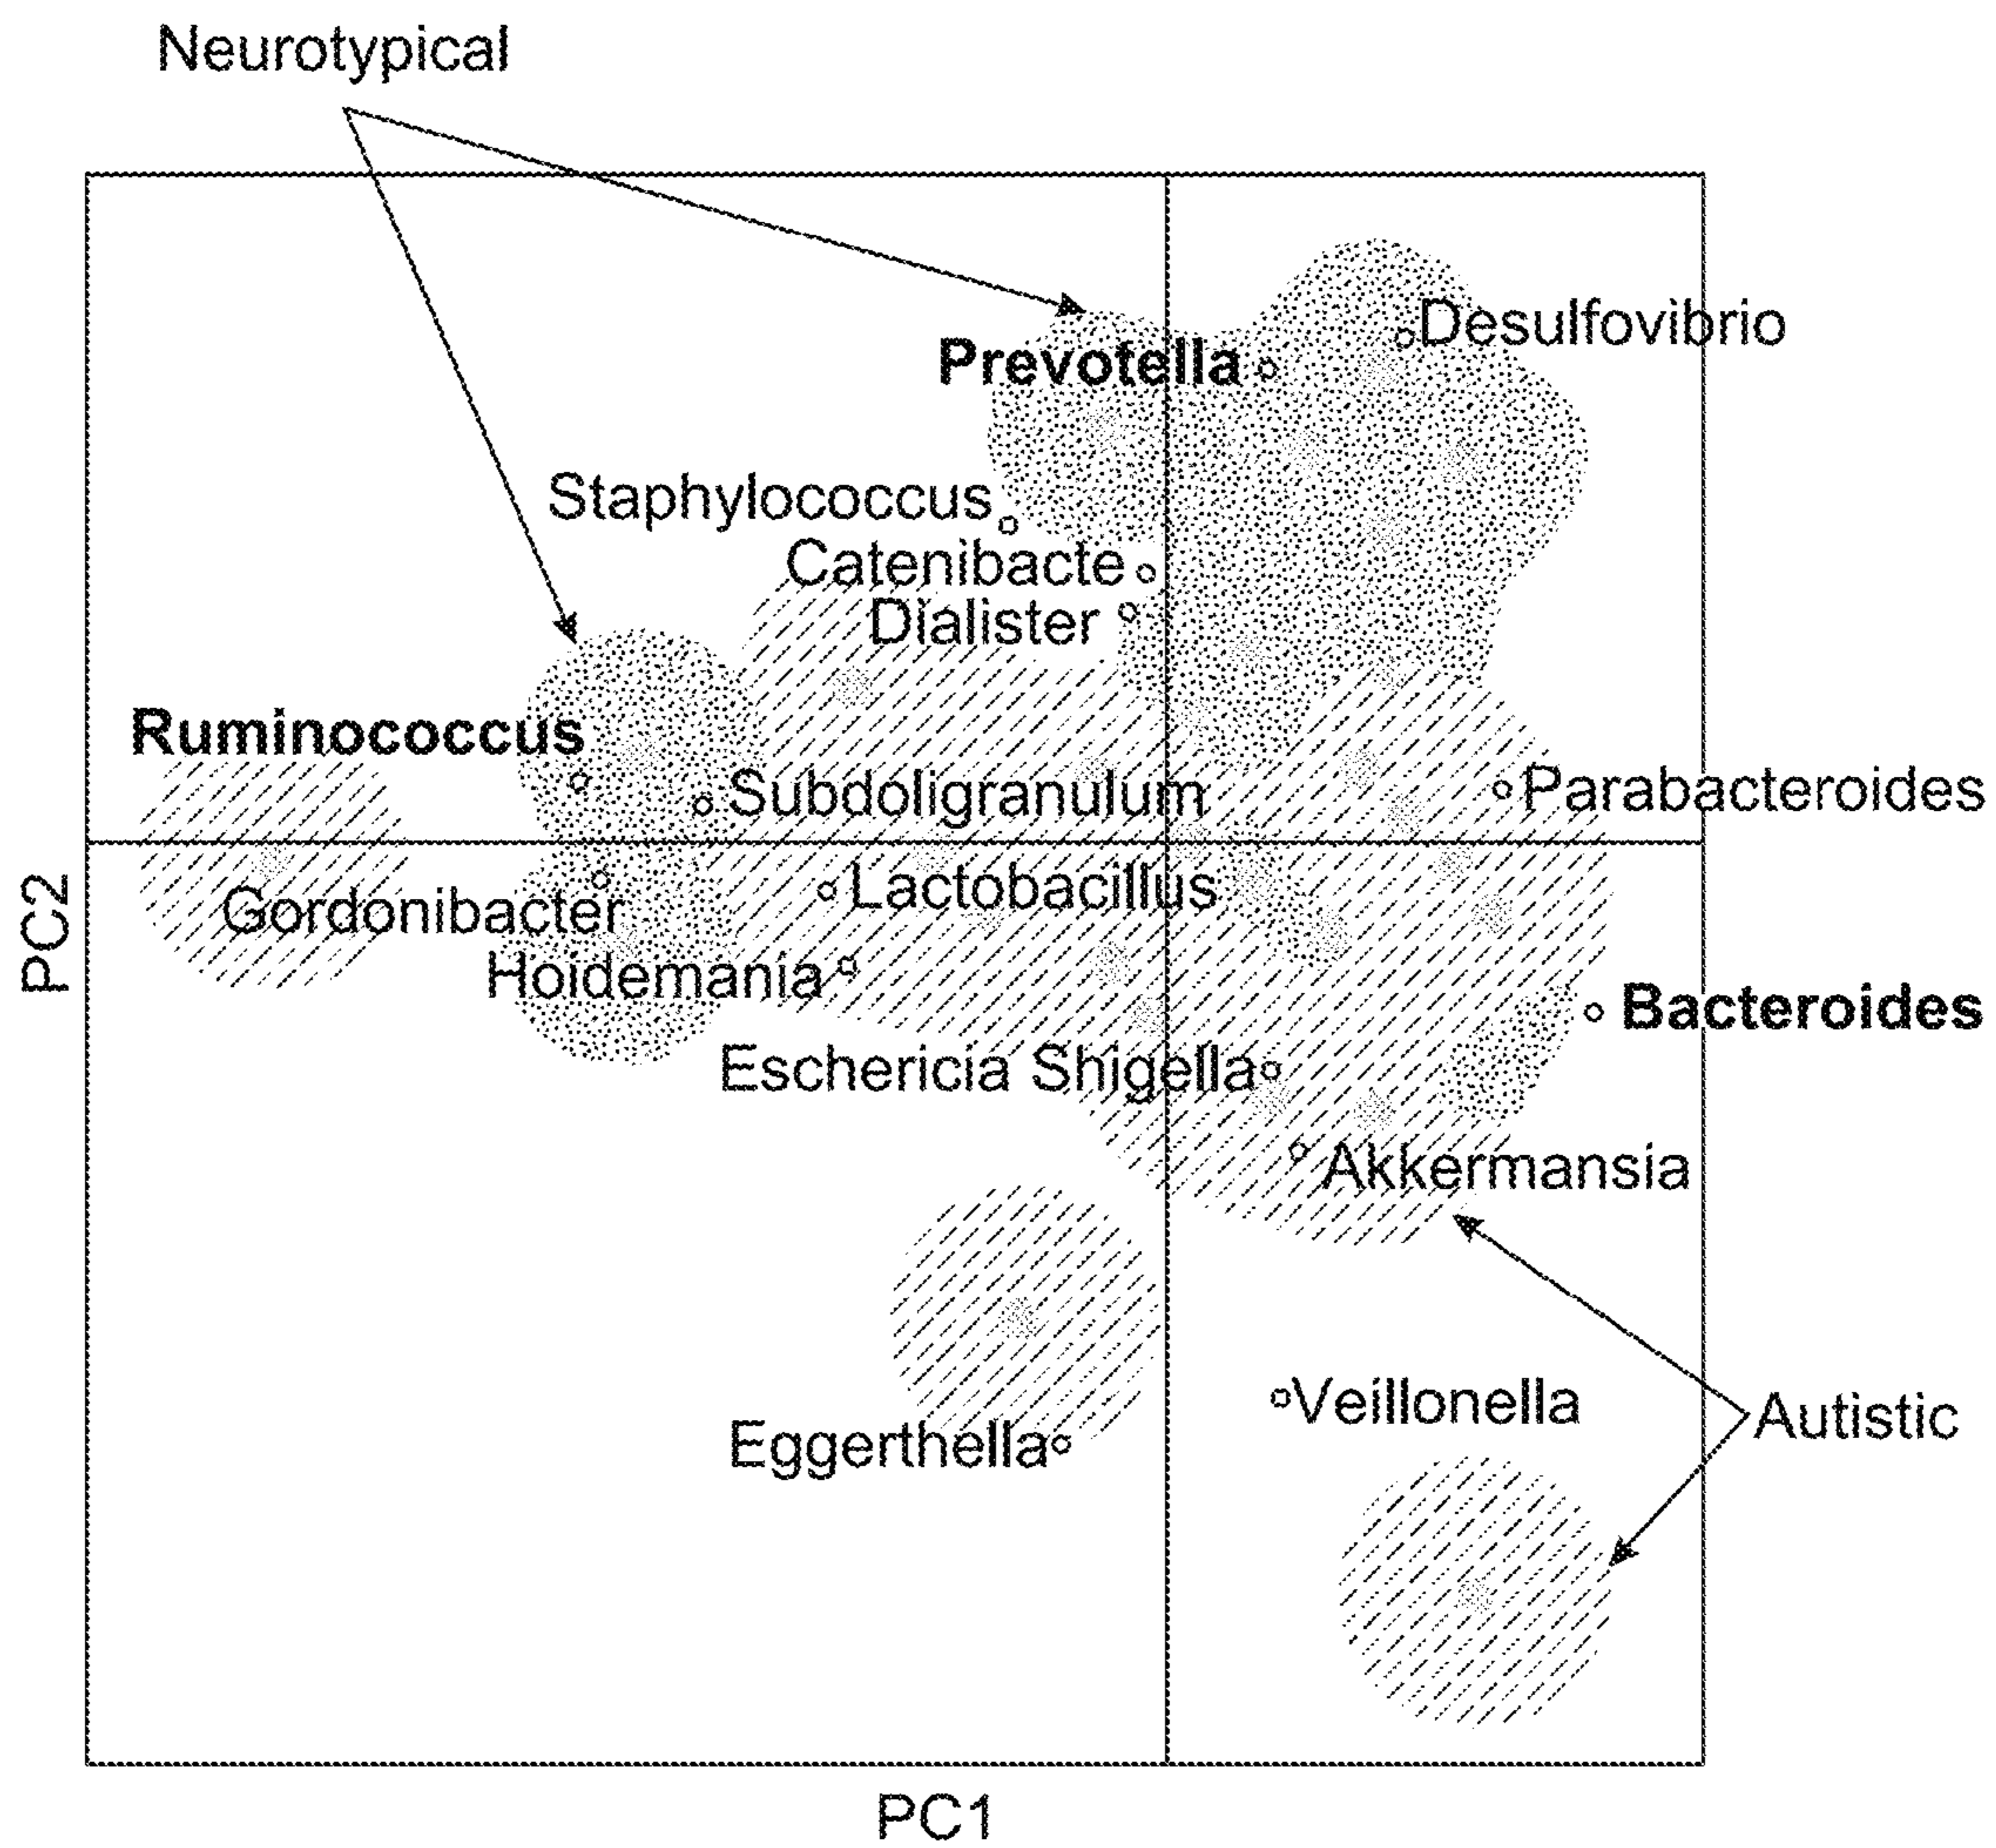 Neurotypical
Desulfovibrio
Prevotella
Staphylococcus
Catenibacte
Dialister
Ruminococcus
Subdoligranulum
Parabacteroides
Lactobacillus
Gordonibacter
Hoidemania
Bacteroides
Eschericia Shigella
Akkermansia
Veillonella
Autistic
Eggerthella
PC2
PC1